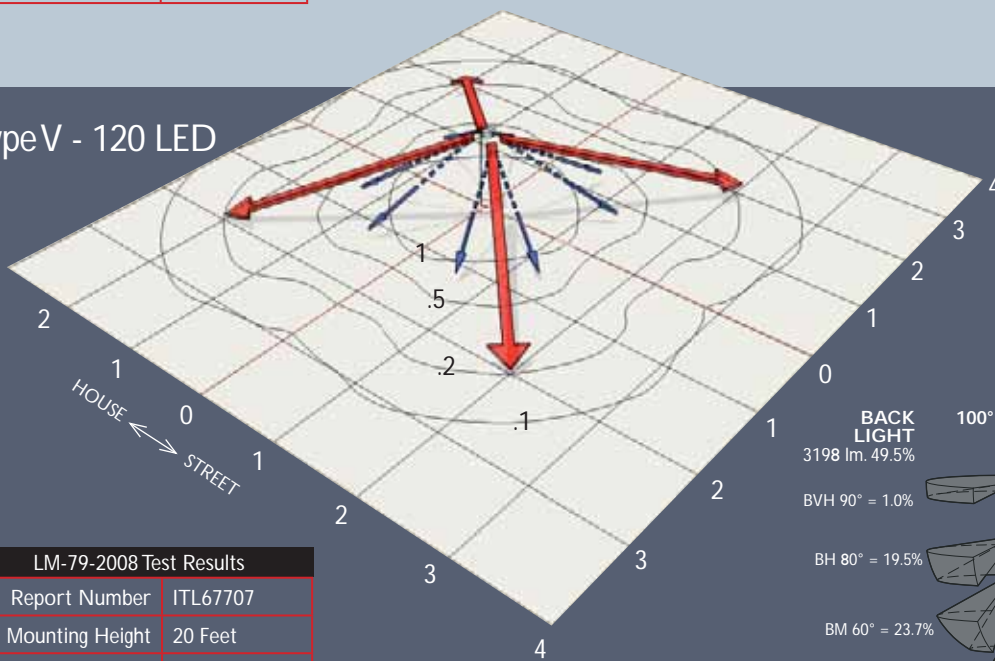 ype V - 120 LED
1
.5
.2
.1
2
1
0
1
2
3
4
HOUSE
STREET
4
3
2
1
0
1
2
3
BACK LIGHT
3198 lm. 49.5%
100°
BVH 90° = 1.0%
BH 80° = 19.5%
BM 60° = 23.7%
LM-79-2008 Test Results
Report Number ITL67707
Mounting Height 20 Feet